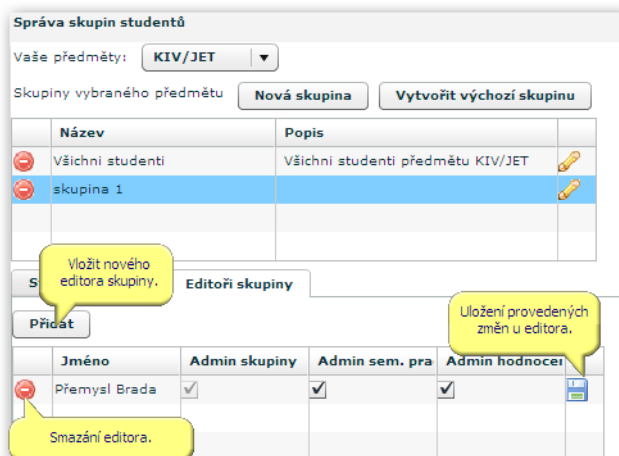 Správa skupin studentů
Vaše předměty: KIV/JET
Skupiny vybraného předmětu Nová skupina Vytvořit výchozí skupinu
Název Popis
Všichni studenti Všichni studenti předmětu KIV/JET
skupina 1
Vložit nového
editora skupiny.
S Editoři skupiny
Uložení provedených
změn u editora.
Přidat
Jméno Admin skupiny Admin sem. pra Admin hodnocen
Přemysl Brada
Smazání editora.